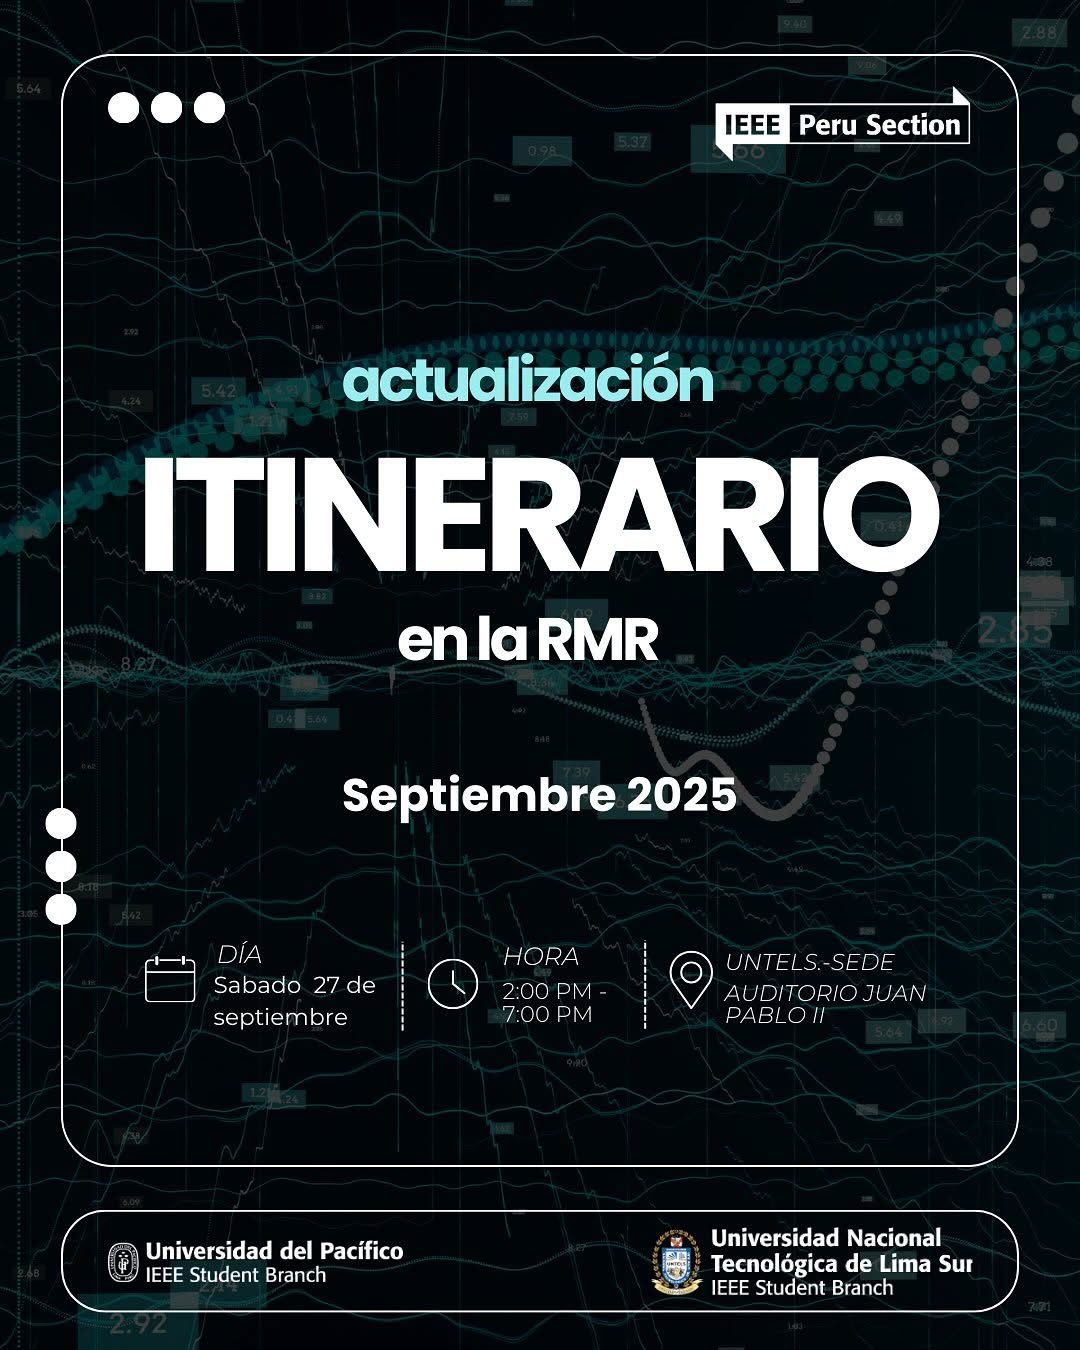 IEEE Peru Section
actualización
ITINERARIO
en la RMR
Septiembre 2025
DÍA
Sabado 27 de
septiembre
HORA
2:00 PM -
7:00 PM
UNTELS.-SEDE
AUDITORIO JUAN
PABLO II
Universidad del Pacífico
IEEE Student Branch
Universidad Nacional
Tecnológica de Lima Sur
IEEE Student Branch